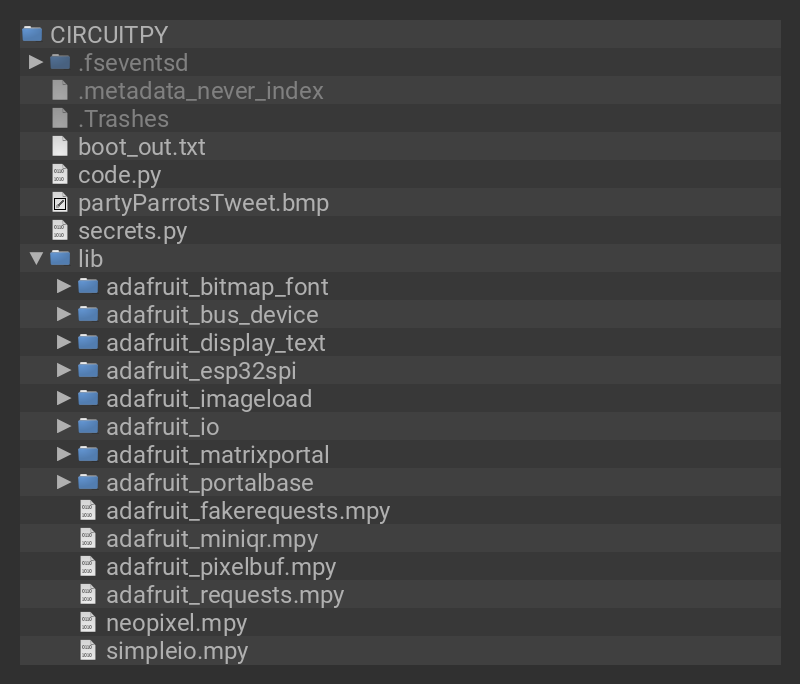 CIRCUITPY
.fseventsd
.metadata_never_index
.Trashes
boot_out.txt
code.py
partyParrotsTweet.bmp
secrets.py
lib
adafruit_bitmap_font
adafruit_bus_device
adafruit_display_text
adafruit_esp32spi
adafruit_imageload
adafruit_io
adafruit_matrixportal
adafruit_portalbase
adafruit_fakerequests.mpy
adafruit_miniqr.mpy
adafruit_pixelbuf.mpy
adafruit_requests.mpy
neopixel.mpy
simpleio.mpy